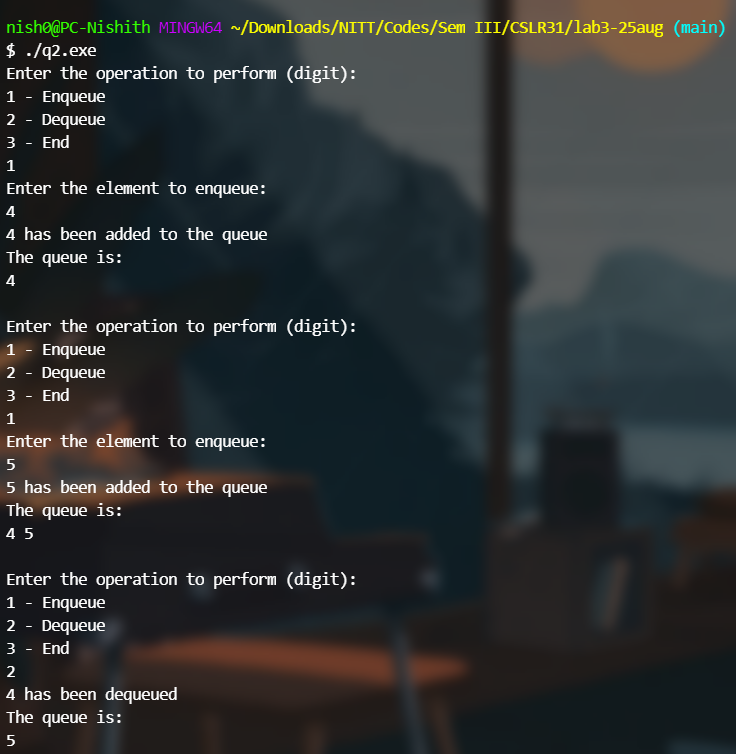 nish0@PC-Nishith MINGW64 ~/Downloads/NITT/Codes/Sem III/CSLR31/lab3-25aug (main)
$ ./q2.exe
Enter the operation to perform (digit):
1 - Enqueue
2 - Dequeue
3 - End
1
Enter the element to enqueue:
4
4 has been added to the queue
The queue is:
4

Enter the operation to perform (digit):
1 - Enqueue
2 - Dequeue
3 - End
1
Enter the element to enqueue:
5
5 has been added to the queue
The queue is:
4 5

Enter the operation to perform (digit):
1 - Enqueue
2 - Dequeue
3 - End
2
4 has been dequeued
The queue is:
5